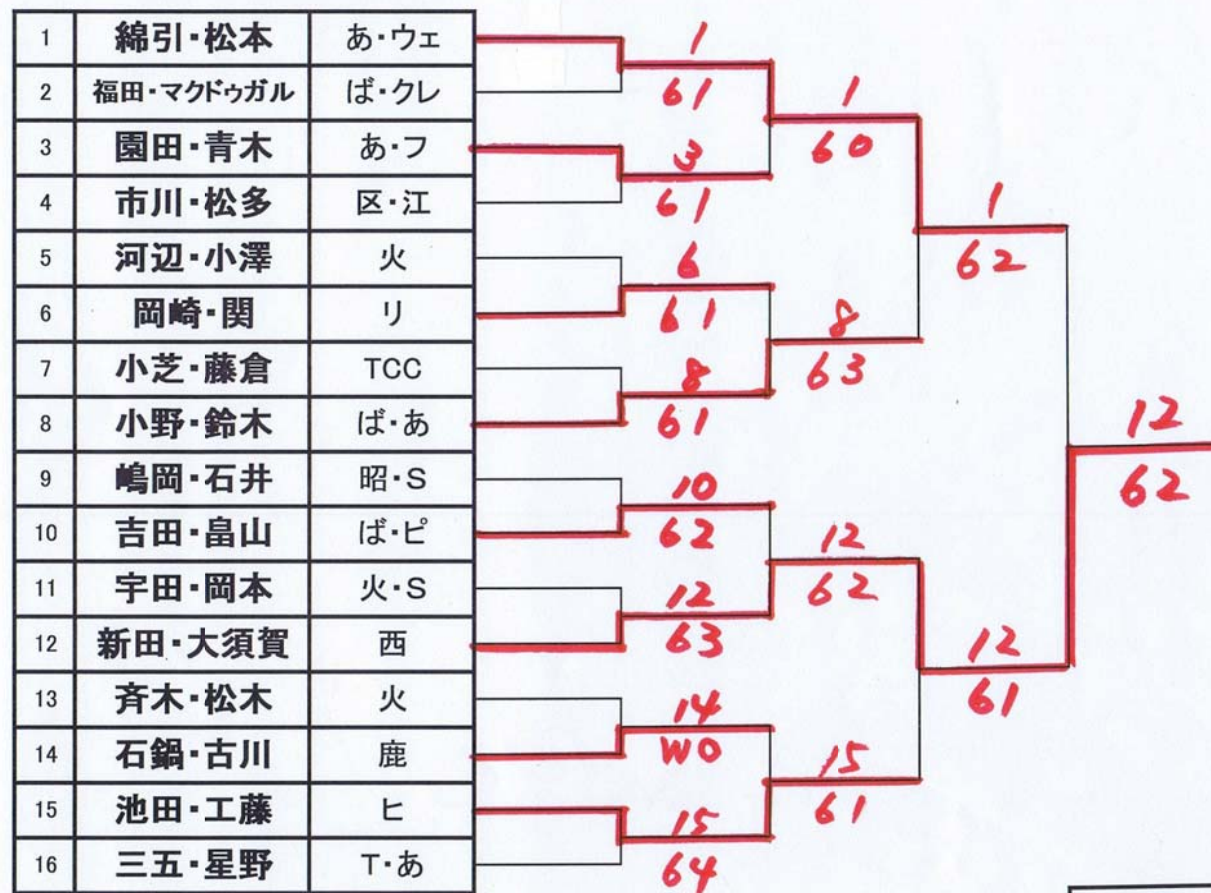 1 綿引・松本 あ・ウェ
2 福田・マクドゥガル ば・クレ
3 園田・青木 あ・フ
4 市川・松多 区・江
5 河辺・小澤 火
6 岡崎・関 リ
7 小芝・藤倉 TCC
8 小野・鈴木 ば・あ
9 嶋岡・石井 昭・S
10 吉田・畠山 ば・ピ
11 宇田・岡本 火・S
12 新田・大須賀 西
13 斉木・松木 火
14 石鍋・古川 鹿
15 池田・工藤 ヒ
16 三五・星野 T・あ
1
61
3
61
6
61
8
61
10
62
12
63
14
WO
15
64
1
60
8
63
12
62
15
61
1
62
12
61
12
62